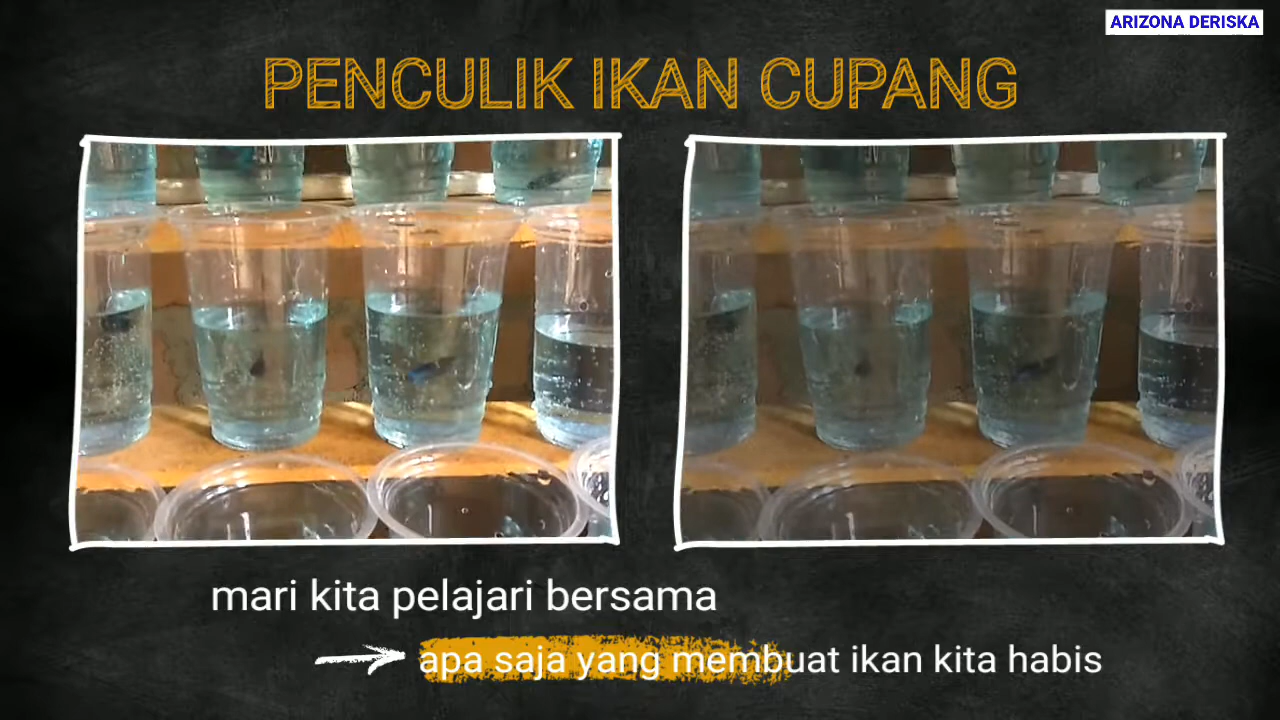 ARIZONA DERISKA
PENCULIK IKAN CUPANG
mari kita pelajari bersama
apa saja yang membuat ikan kita habis